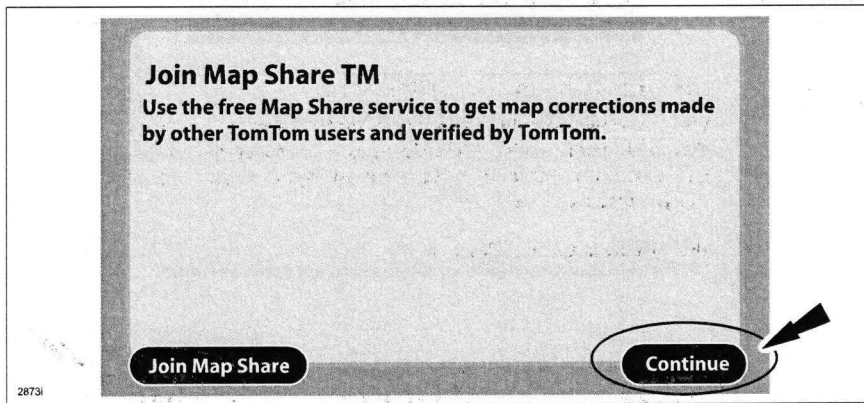 Join Map Share TM
Use the free Map Share service to get map corrections made
by other TomTom users and verified by TomTom.
Join Map Share
Continue
2873i